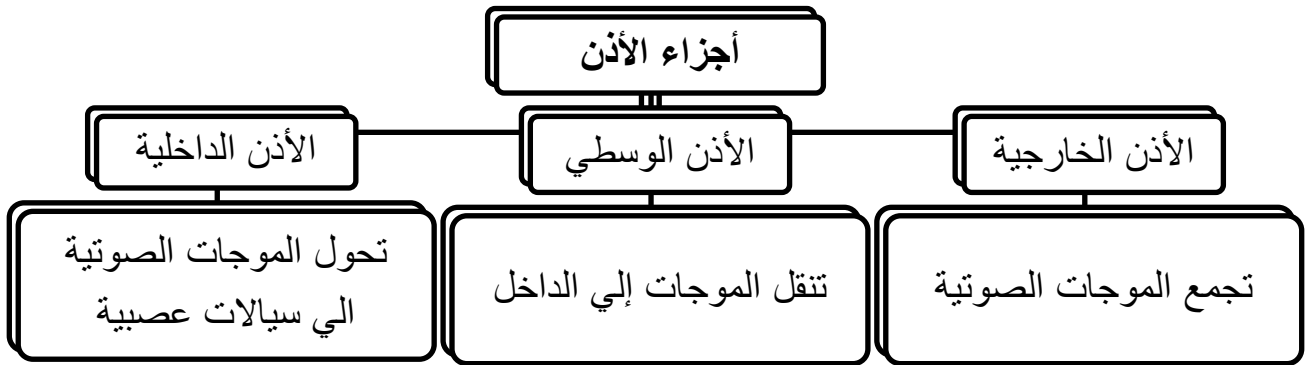 أجزاء الأذن
الأذن الخارجية
الأذن الوسطي
الأذن الداخلية
تجمع الموجات الصوتية
تنقل الموجات إلي الداخل
تحول الموجات الصوتية
الي سيالات عصبية